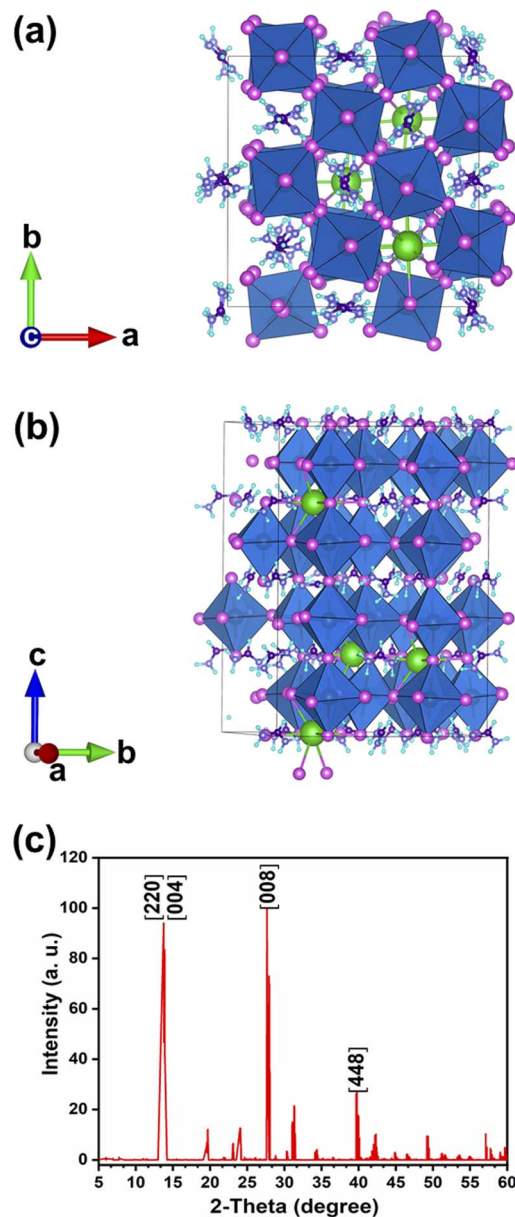 (a)
b
c
a
(b)
c
a
b
(c)
[220]
[004]
[008]
[448]
Intensity (a. u.)
120
100
80
60
40
20
0
5 10 15 20 25 30 35 40 45 50 55 60
2-Theta (degree)